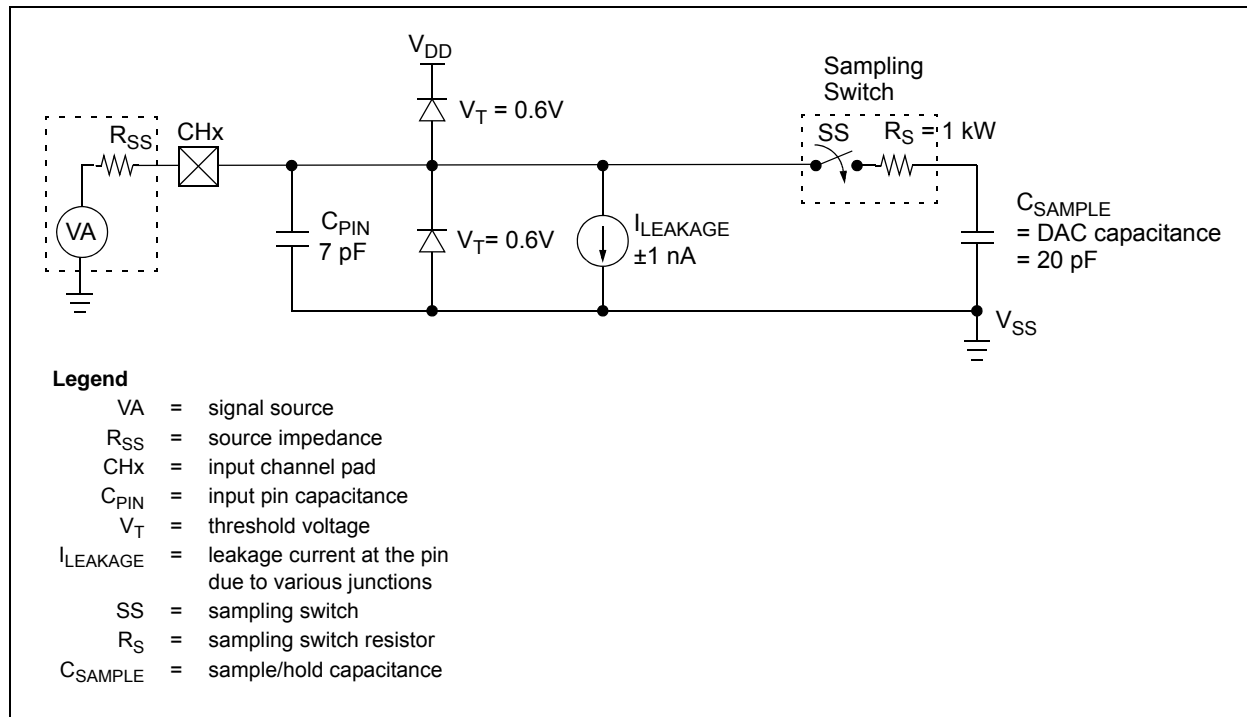 VDD
VT = 0.6V
Sampling
Switch
RSS
CHx
SS
RS = 1 kW
VA
CPIN
7 pF
VT= 0.6V
ILEAKAGE
±1 nA
CSAMPLE
= DAC capacitance
= 20 pF
VSS
Legend
VA = signal source
RSS = source impedance
CHx = input channel pad
CPIN = input pin capacitance
VT = threshold voltage
ILEAKAGE = leakage current at the pin
due to various junctions
SS = sampling switch
RS = sampling switch resistor
CSAMPLE = sample/hold capacitance